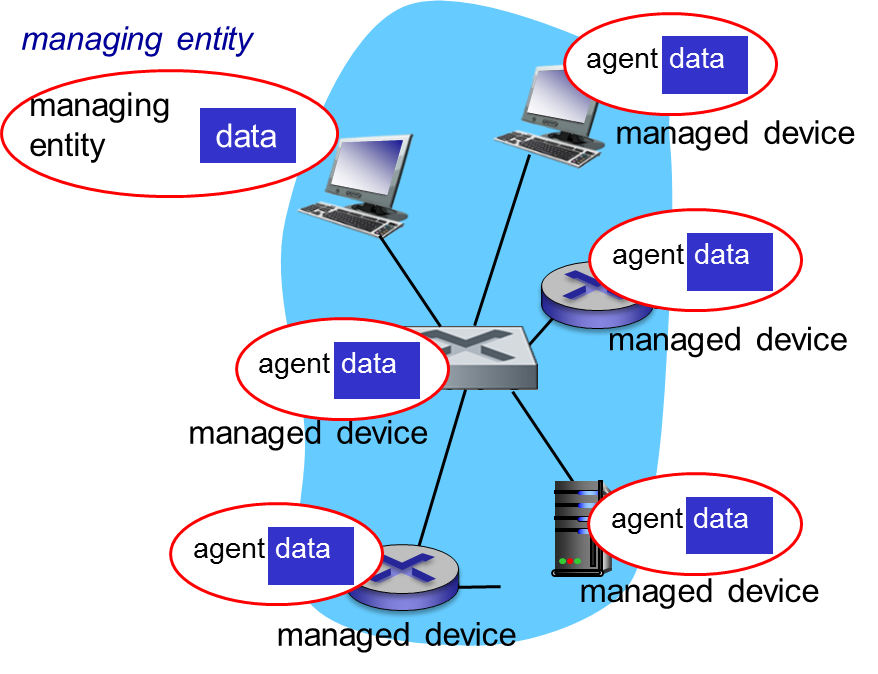 managing entity
managing
entity
data
agent data
managed device
agent data
managed device
agent data
managed device
agent data
managed device
agent data
managed device